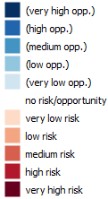 (very high opp.)
(high opp.)
(medium opp.)
(low opp.)
(very low opp.)
no risk/opportunity
very low risk
low risk
medium risk
high risk
very high risk